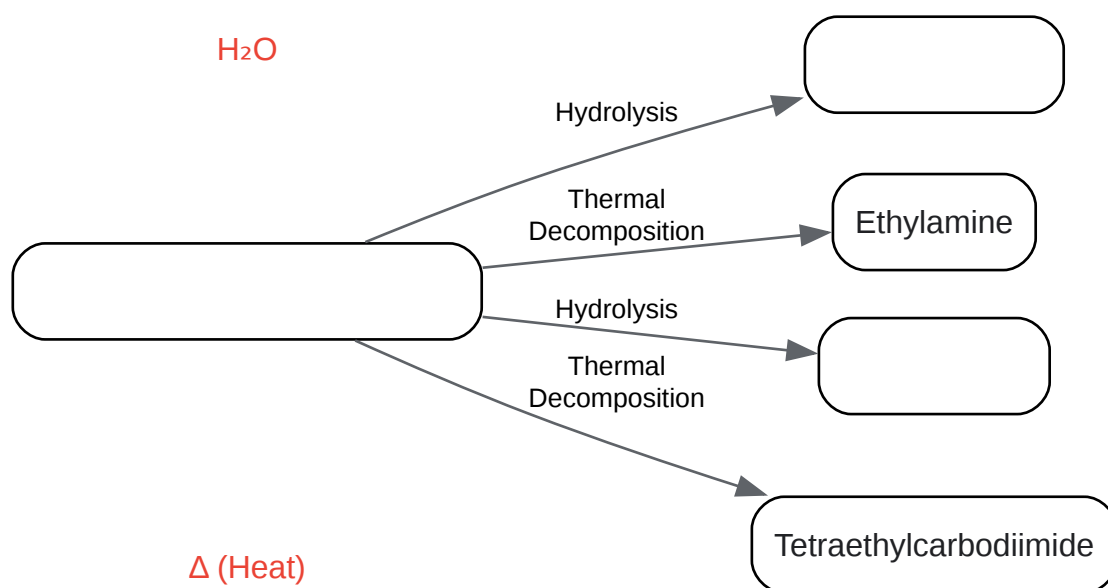 H₂O
Hydrolysis
Thermal
Decomposition
Ethylamine
Hydrolysis
Thermal
Decomposition
Tetraethylcarbodiimide
Δ (Heat)